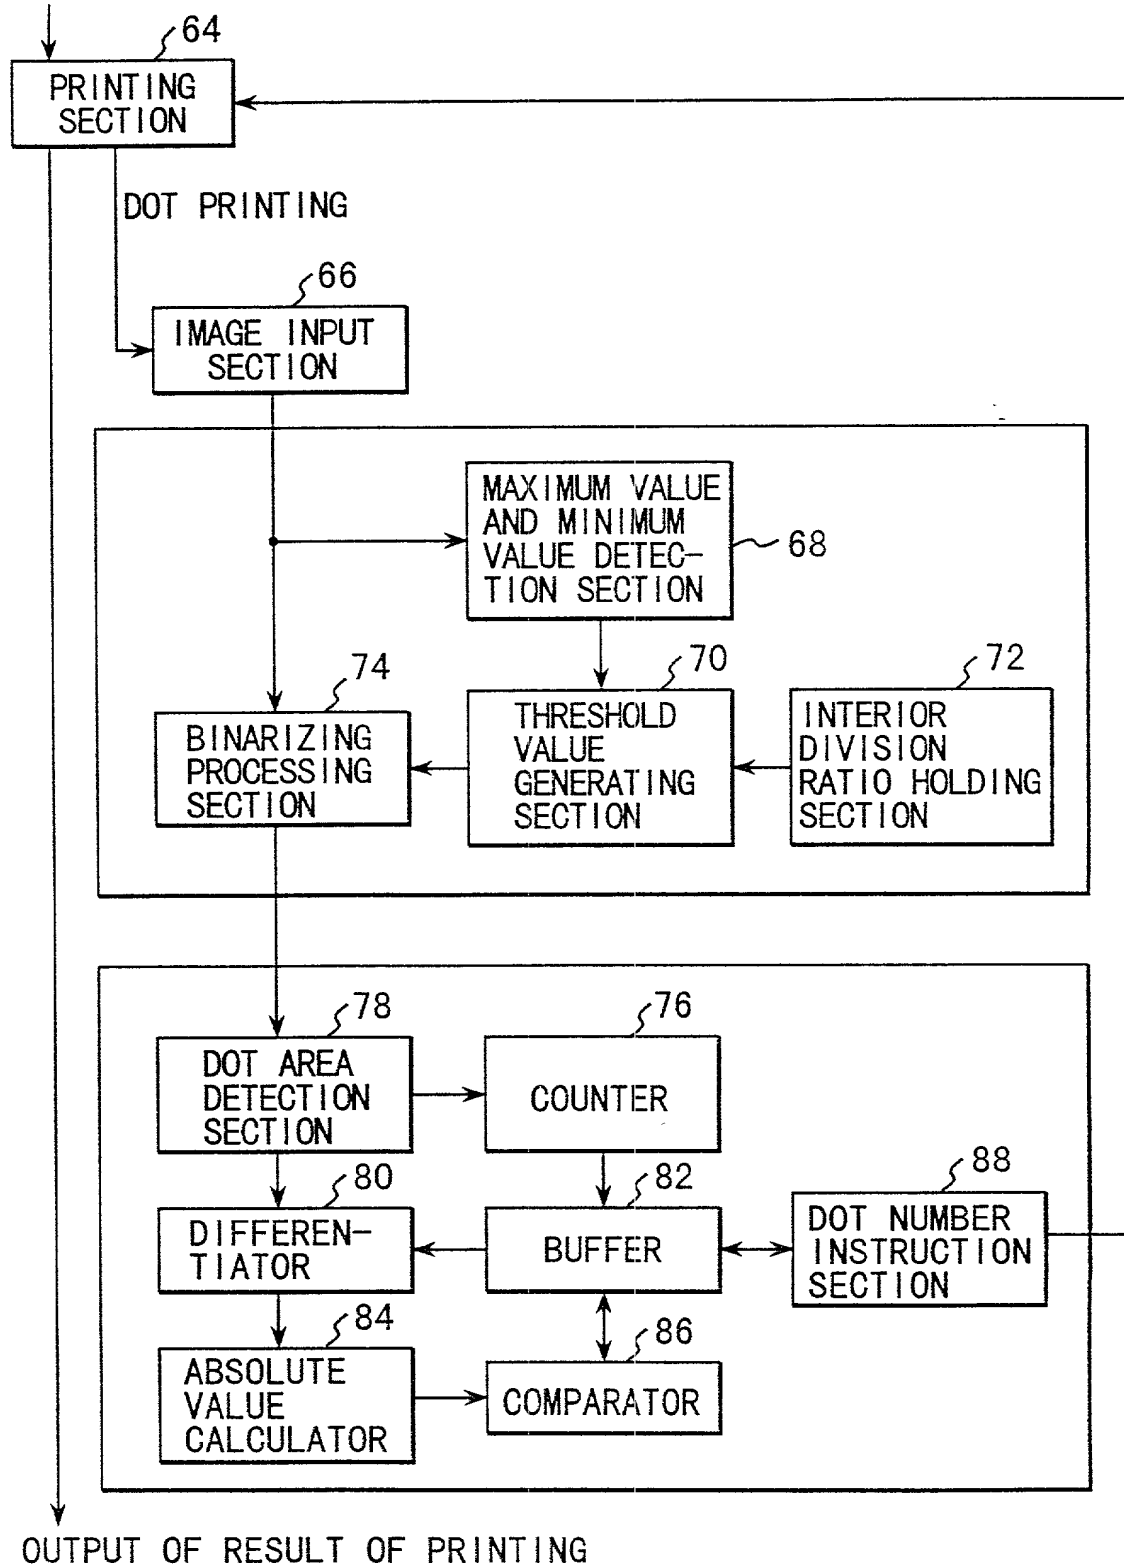 64
PRINTING
SECTION
DOT PRINTING
66
IMAGE INPUT
SECTION
MAXIMUM VALUE
AND MINIMUM
VALUE DETEC-
TION SECTION
68
74
BINARIZING
PROCESSING
SECTION
70
THRESHOLD
VALUE
GENERATING
SECTION
72
INTERIOR
DIVISION
RATIO HOLDING
SECTION
78
DOT AREA
DETECTION
SECTION
76
COUNTER
80
DIFFEREN-
TIATOR
82
BUFFER
88
DOT NUMBER
INSTRUCTION
SECTION
84
ABSOLUTE
VALUE
CALCULATOR
86
COMPARATOR
OUTPUT OF RESULT OF PRINTING